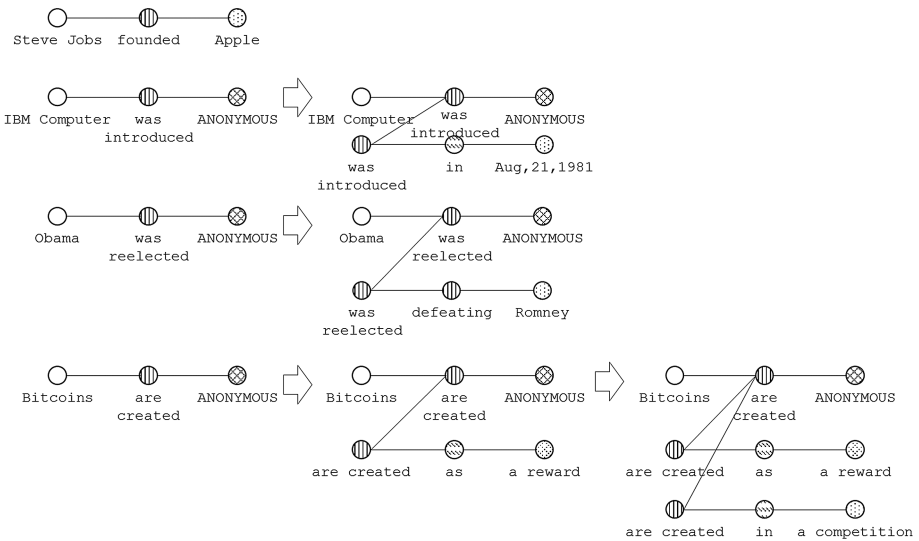 Steve Jobs founded Apple
IBM Computer was introduced ANONYMOUS
IBM Computer was introduced ANONYMOUS
was introduced in Aug,21,1981
Obama was reelected ANONYMOUS
Obama was reelected ANONYMOUS
was reelected defeating Romney
Bitcoins are created ANONYMOUS
Bitcoins are created ANONYMOUS
are created as a reward
Bitcoins are created ANONYMOUS
are created as a reward
are created in a competition